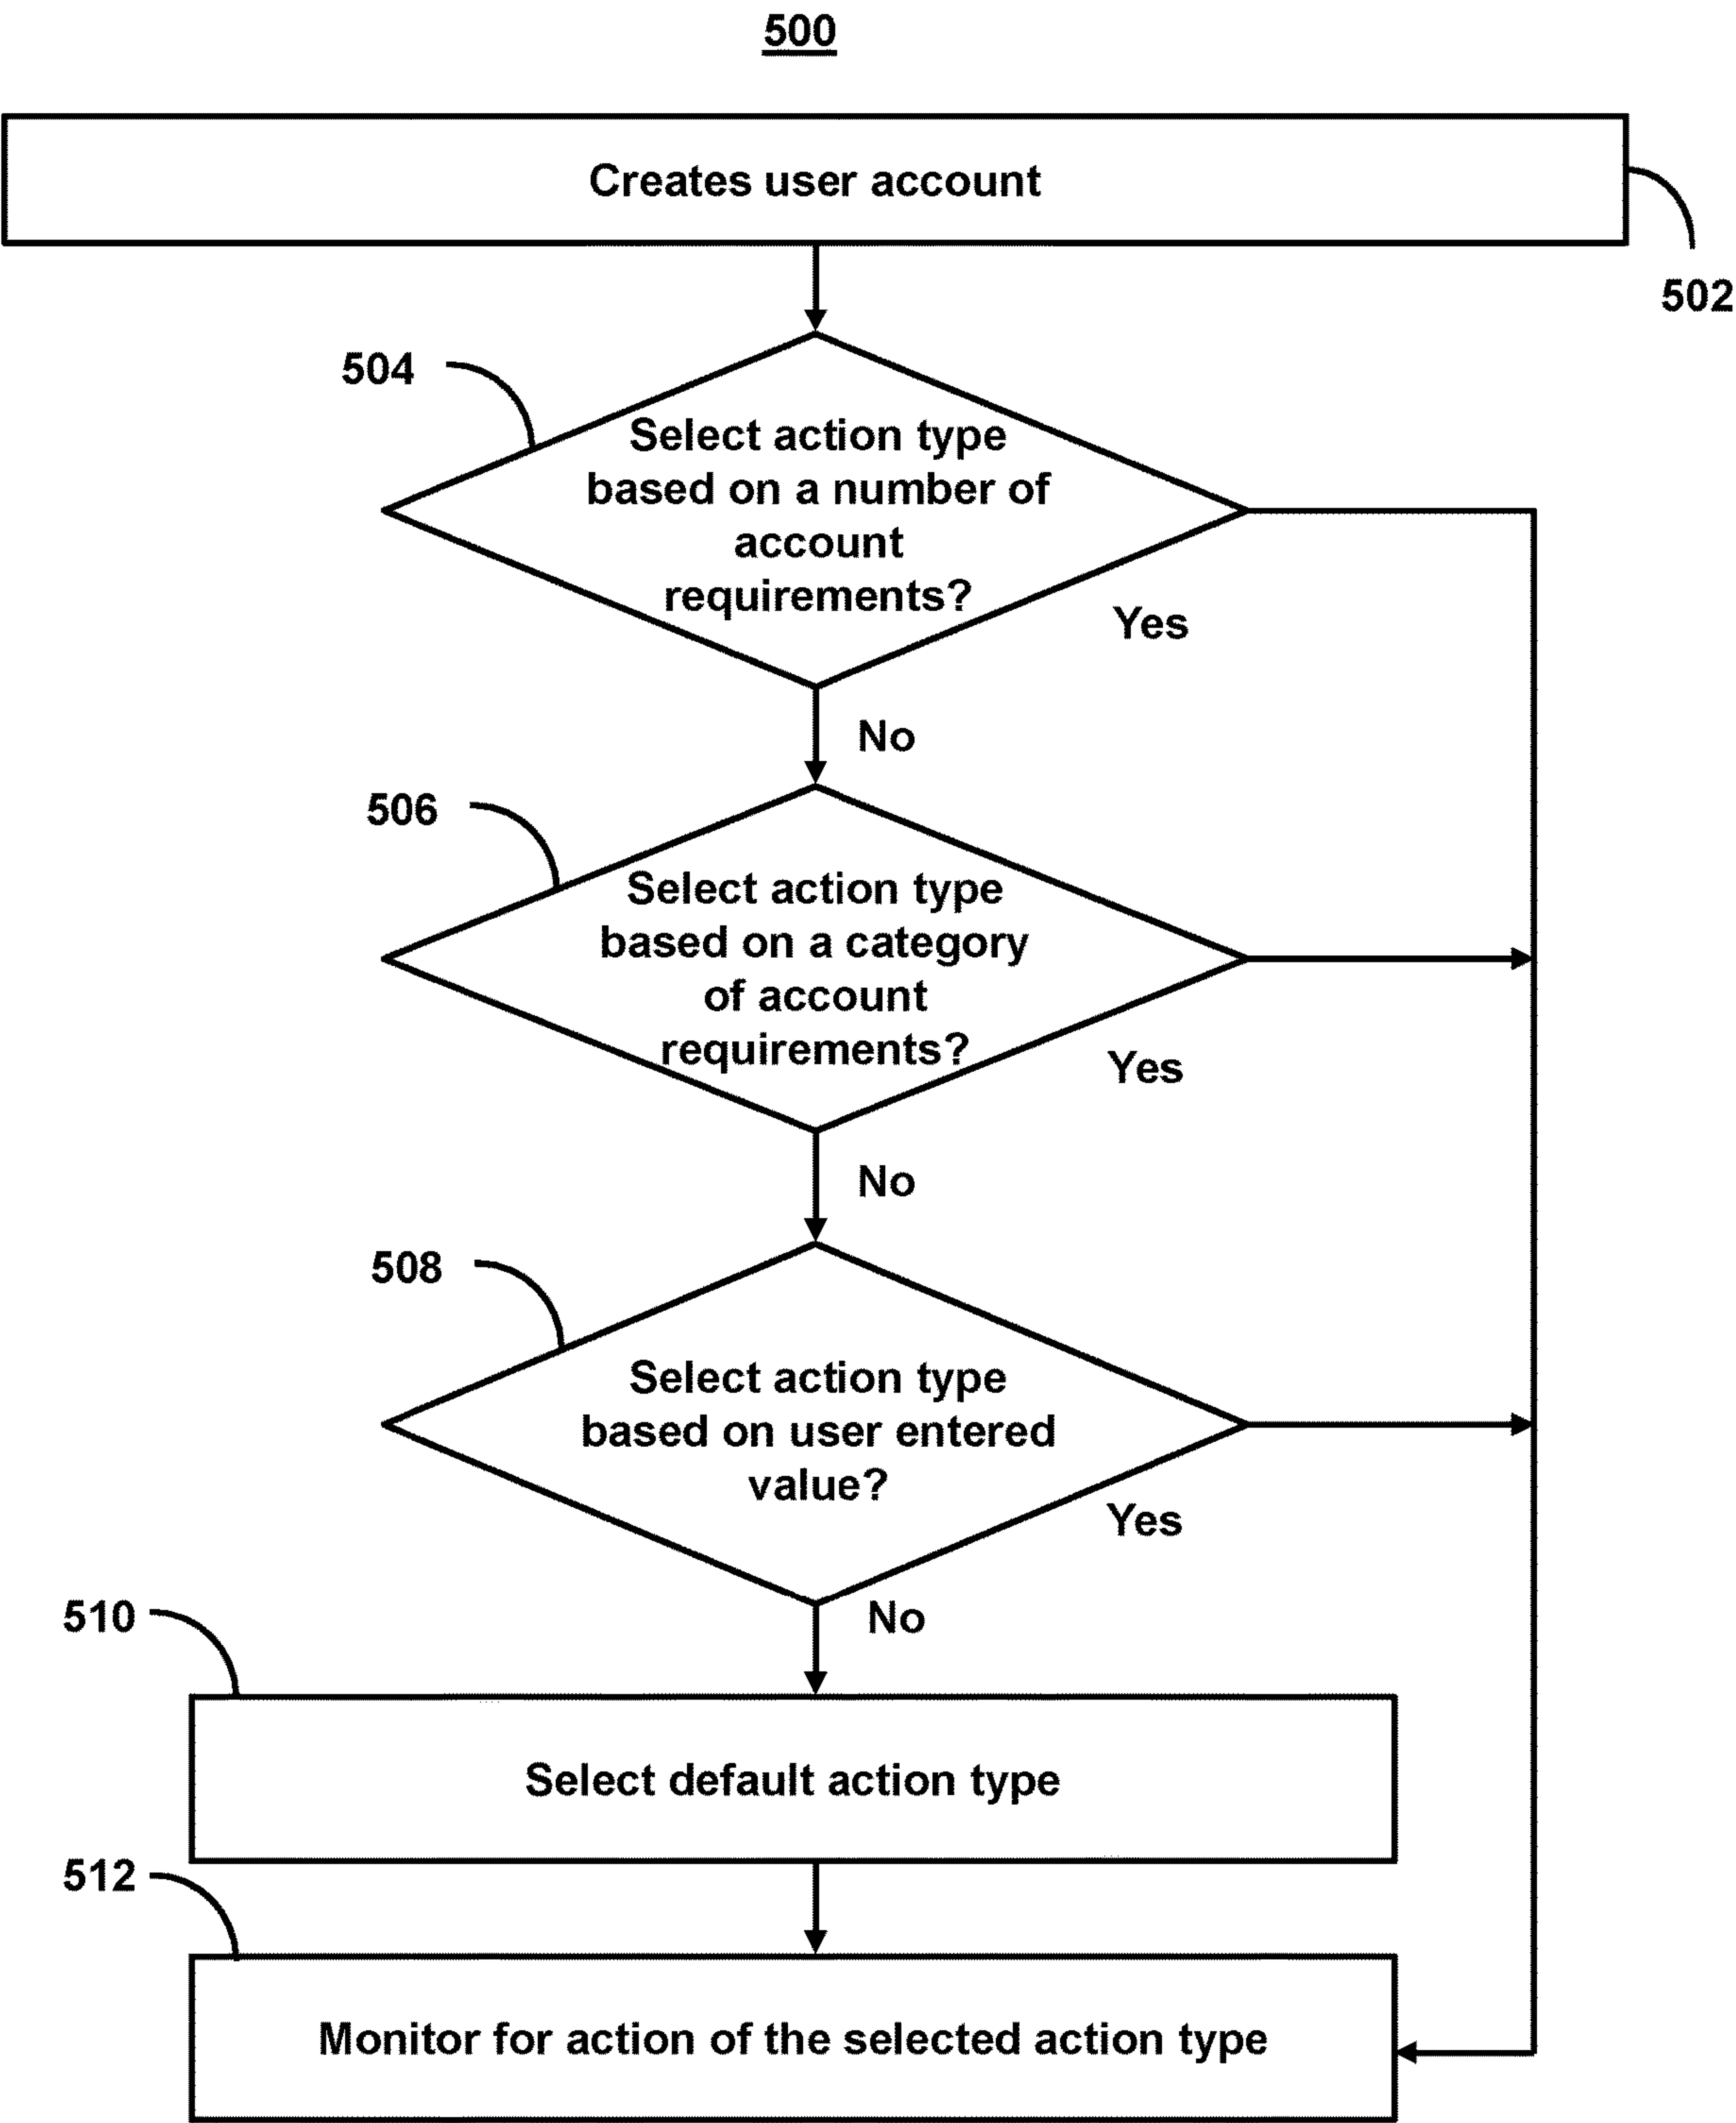 500
Creates user account
502
504
Select action type
based on a number of
account
requirements?
Yes
No
506
Select action type
based on a category
of account
requirements?
Yes
No
508
Select action type
based on user entered
value?
Yes
No
510
Select default action type
512
Monitor for action of the selected action type